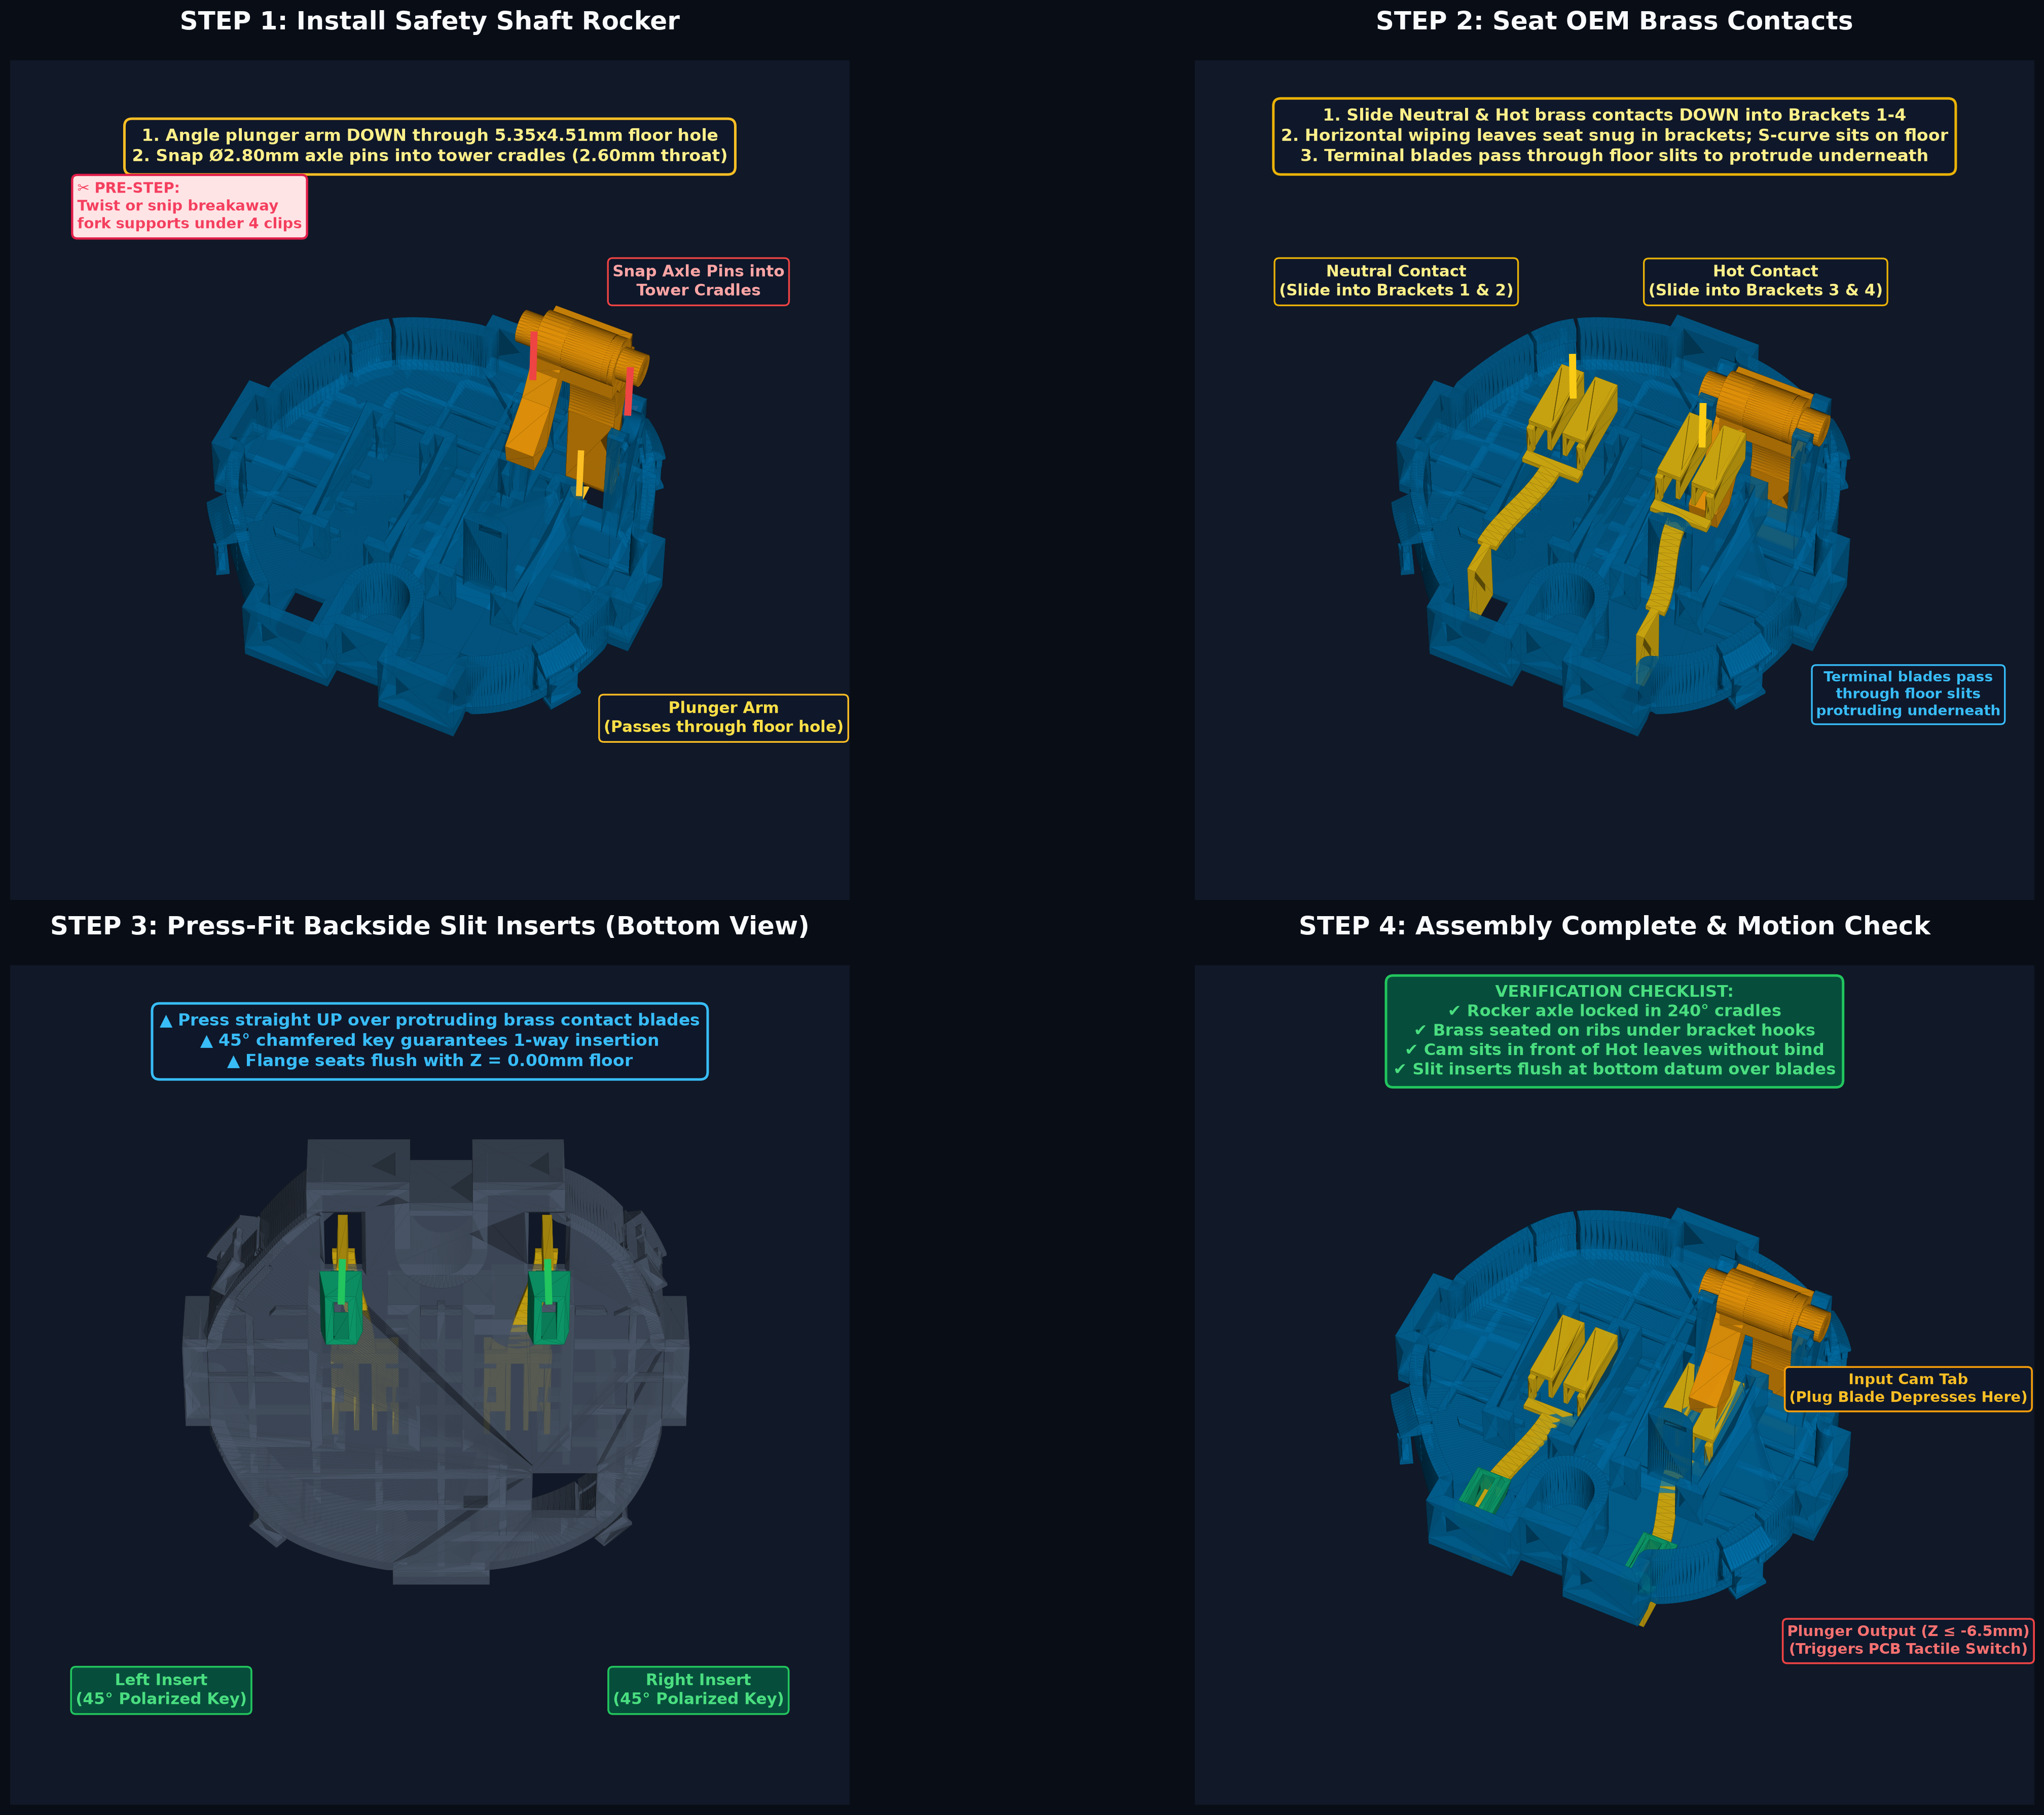 STEP 1: Install Safety Shaft Rocker
1. Angle plunger arm DOWN through 5.35x4.51mm floor hole
2. Snap Ø2.80mm axle pins into tower cradles (2.60mm throat)
✂ PRE-STEP:
Twist or snip breakaway
fork supports under 4 clips
Snap Axle Pins into
Tower Cradles
Plunger Arm
(Passes through floor hole)
STEP 2: Seat OEM Brass Contacts
1. Slide Neutral & Hot brass contacts DOWN into Brackets 1-4
2. Horizontal wiping leaves seat snug in brackets; S-curve sits on floor
3. Terminal blades pass through floor slits to protrude underneath
Neutral Contact
(Slide into Brackets 1 & 2)
Hot Contact
(Slide into Brackets 3 & 4)
Terminal blades pass
through floor slits
protruding underneath
STEP 3: Press-Fit Backside Slit Inserts (Bottom View)
▲ Press straight UP over protruding brass contact blades
▲ 45° chamfered key guarantees 1-way insertion
▲ Flange seats flush with Z = 0.00mm floor
Left Insert
(45° Polarized Key)
Right Insert
(45° Polarized Key)
STEP 4: Assembly Complete & Motion Check
VERIFICATION CHECKLIST:
✔ Rocker axle locked in 240° cradles
✔ Brass seated on ribs under bracket hooks
✔ Cam sits in front of Hot leaves without bind
✔ Slit inserts flush at bottom datum over blades
Input Cam Tab
(Plug Blade Depresses Here)
Plunger Output (Z ≤ -6.5mm)
(Triggers PCB Tactile Switch)